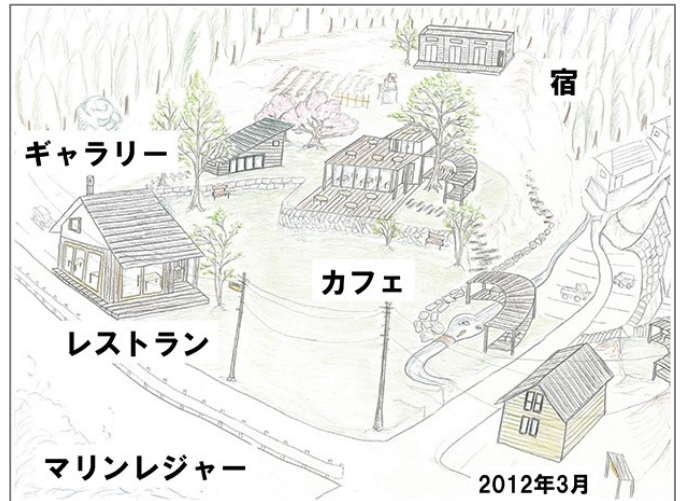 宿
ギャラリー
カフェ
レストラン
マリンレジャー
2012年3月